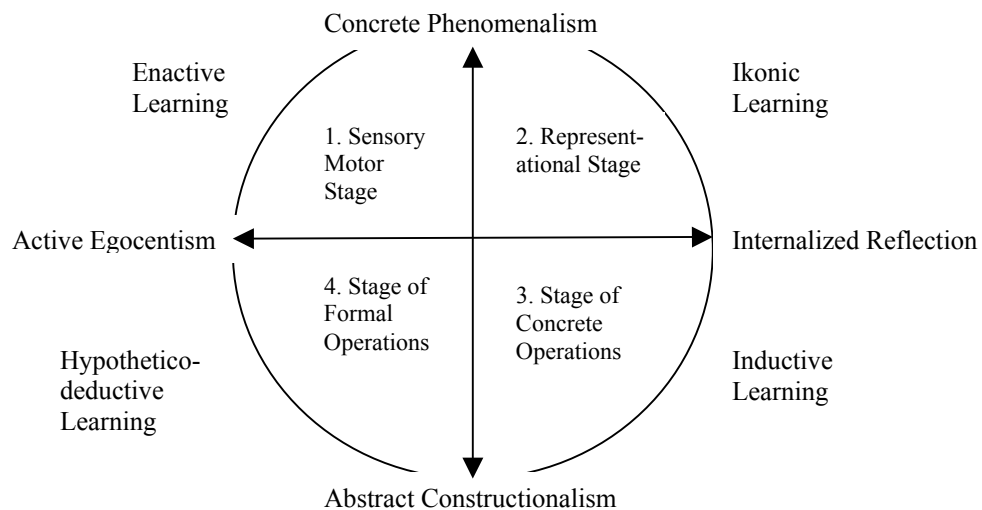 Concrete Phenomenalism
Enactive
Learning
Ikonic
Learning
1. Sensory
Motor
Stage
2. Represent-
ational Stage
Active Egocentism
Internalized Reflection
4. Stage of
Formal
Operations
3. Stage of
Concrete
Operations
Hypothetico-
deductive
Learning
Inductive
Learning
Abstract Constructionalism